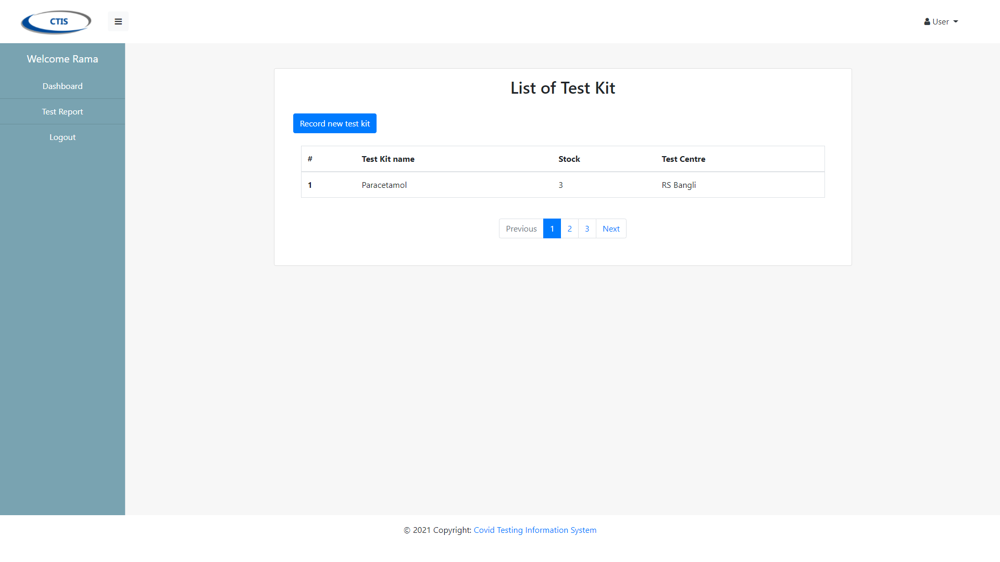 CTIS
User
Welcome Rama
Dashboard
Test Report
Logout
List of Test Kit
Record new test kit
# Test Kit name Stock Test Centre
1 Paracetamol 3 RS Bangli
Previous 1 2 3 Next
© 2021 Copyright: Covid Testing Information System